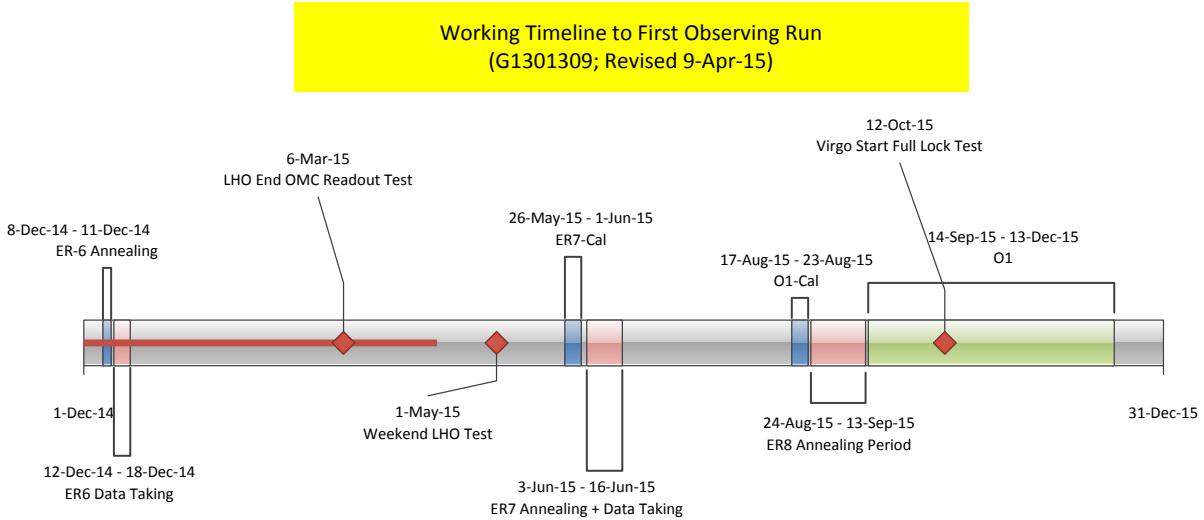 Working Timeline to First Observing Run
(G1301309; Revised 9-Apr-15)
12-Oct-15
Virgo Start Full Lock Test
6-Mar-15
LHO End OMC Readout Test
8-Dec-14 - 11-Dec-14
ER-6 Annealing
26-May-15 - 1-Jun-15
ER7-Cal
17-Aug-15 - 23-Aug-15
O1-Cal
14-Sep-15 - 13-Dec-15
O1
1-Dec-14
31-Dec-15
1-May-15
Weekend LHO Test
24-Aug-15 - 13-Sep-15
ER8 Annealing Period
12-Dec-14 - 18-Dec-14
ER6 Data Taking
3-Jun-15 - 16-Jun-15
ER7 Annealing + Data Taking